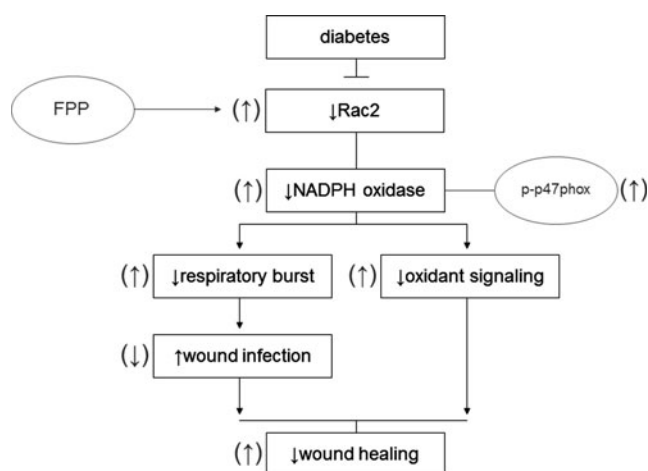 diabetes
FPP
(↑)
↓Rac2
(↑)
↓NADPH oxidase
p-p47phox
(↑)
(↑)
↓respiratory burst
(↑)
↓oxidant signaling
(↓)
↑wound infection
(↑)
↓wound healing